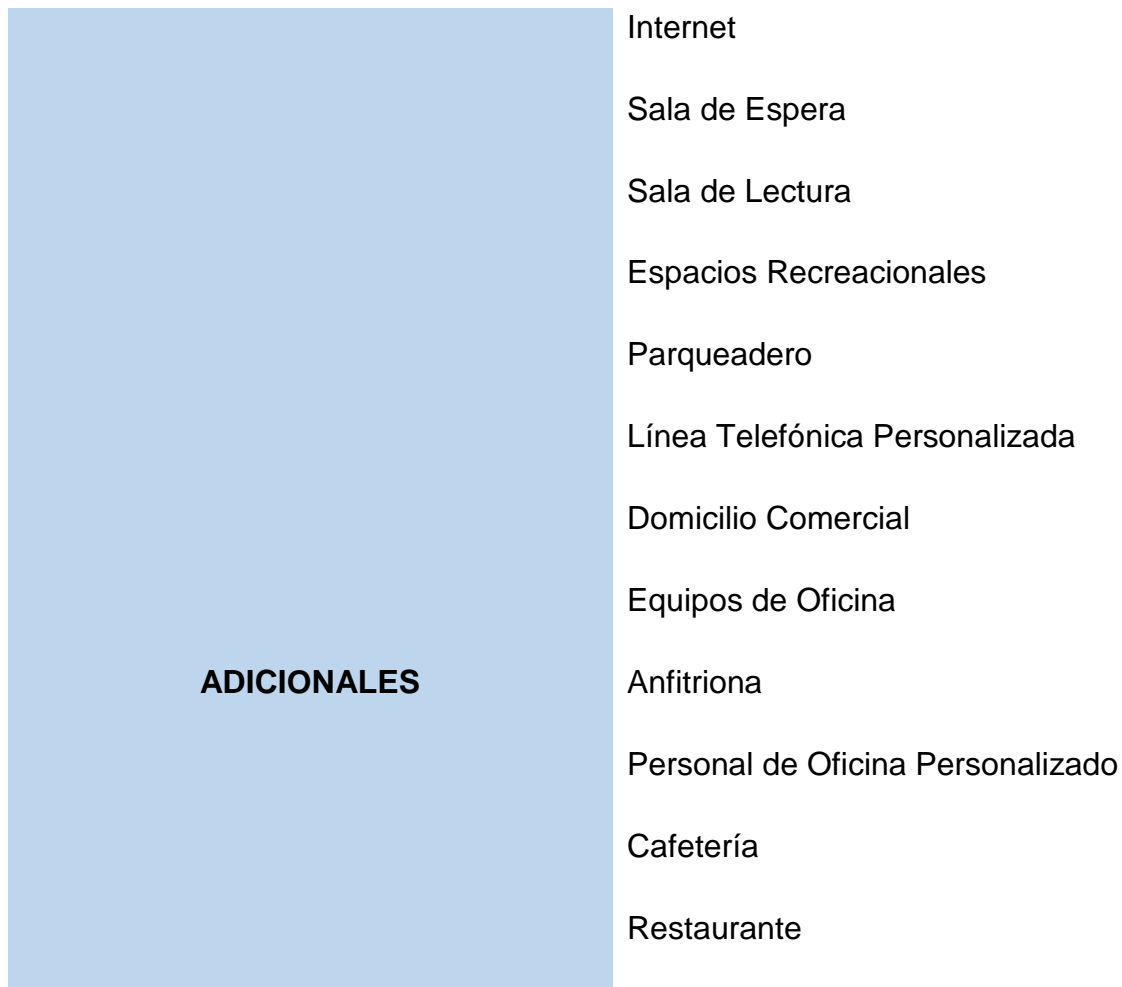 Internet
Sala de Espera
Sala de Lectura
Espacios Recreacionales
Parqueadero
Línea Telefónica Personalizada
Domicilio Comercial
Equipos de Oficina
ADICIONALES
Anfitriona
Personal de Oficina Personalizado
Cafetería
Restaurante